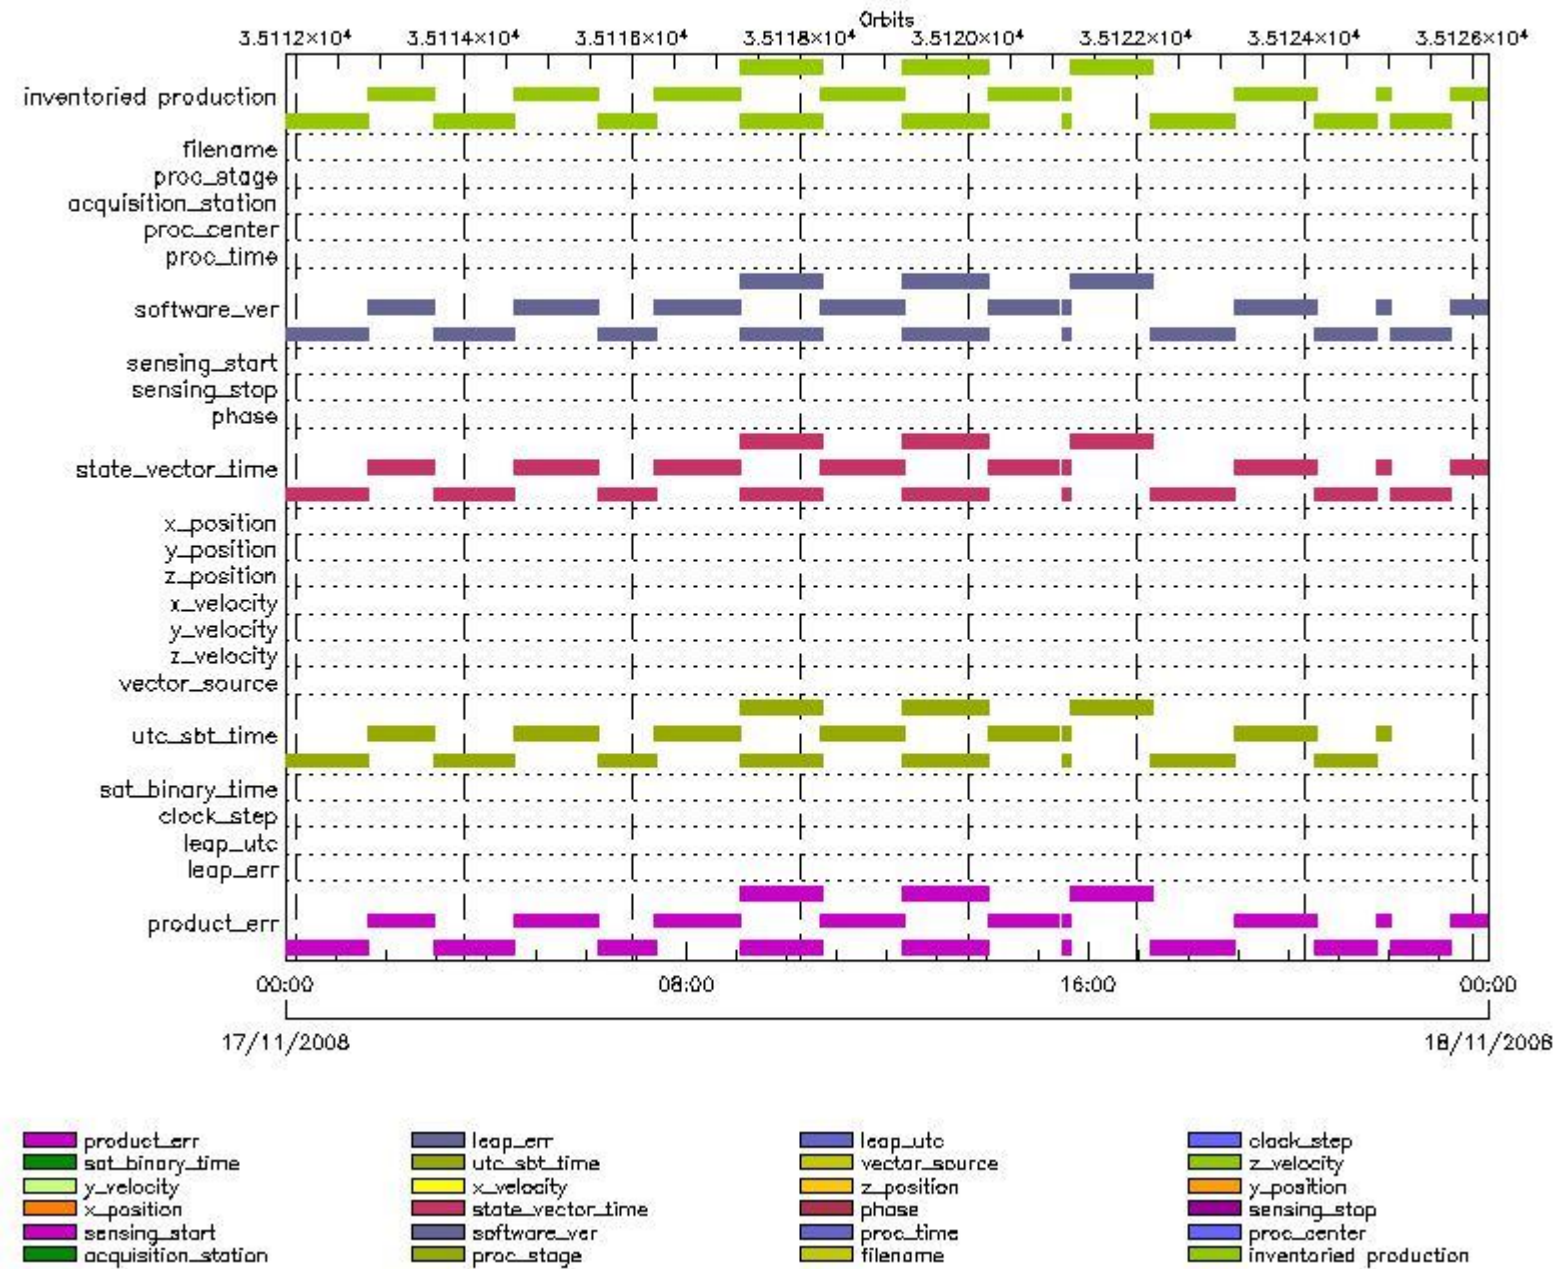 Orbits
3.5112×10⁴ 3.5114×10⁴ 3.5116×10⁴ 3.5118×10⁴ 3.5120×10⁴ 3.5122×10⁴ 3.5124×10⁴ 3.5126×10⁴
inventoried production
filename
proc_stage
acquisition_station
proc_center
proc_time
software_ver
sensing_start
sensing_stop
phase
state_vector_time
x_position
y_position
z_position
x_velocity
y_velocity
z_velocity
vector_source
utc_sbt_time
sat_binary_time
clock_step
leap_utc
leap_err
product_err
00:00 08:00 16:00 00:00
17/11/2008 18/11/2008
product_err leap_err leap_utc clock_step
sat_binary_time utc_sbt_time vector_source z_velocity
y_velocity x_velocity z_position y_position
x_position state_vector_time phase sensing_stop
sensing_start software_ver proc_time proc_center
acquisition_station proc_stage filename inventoried production